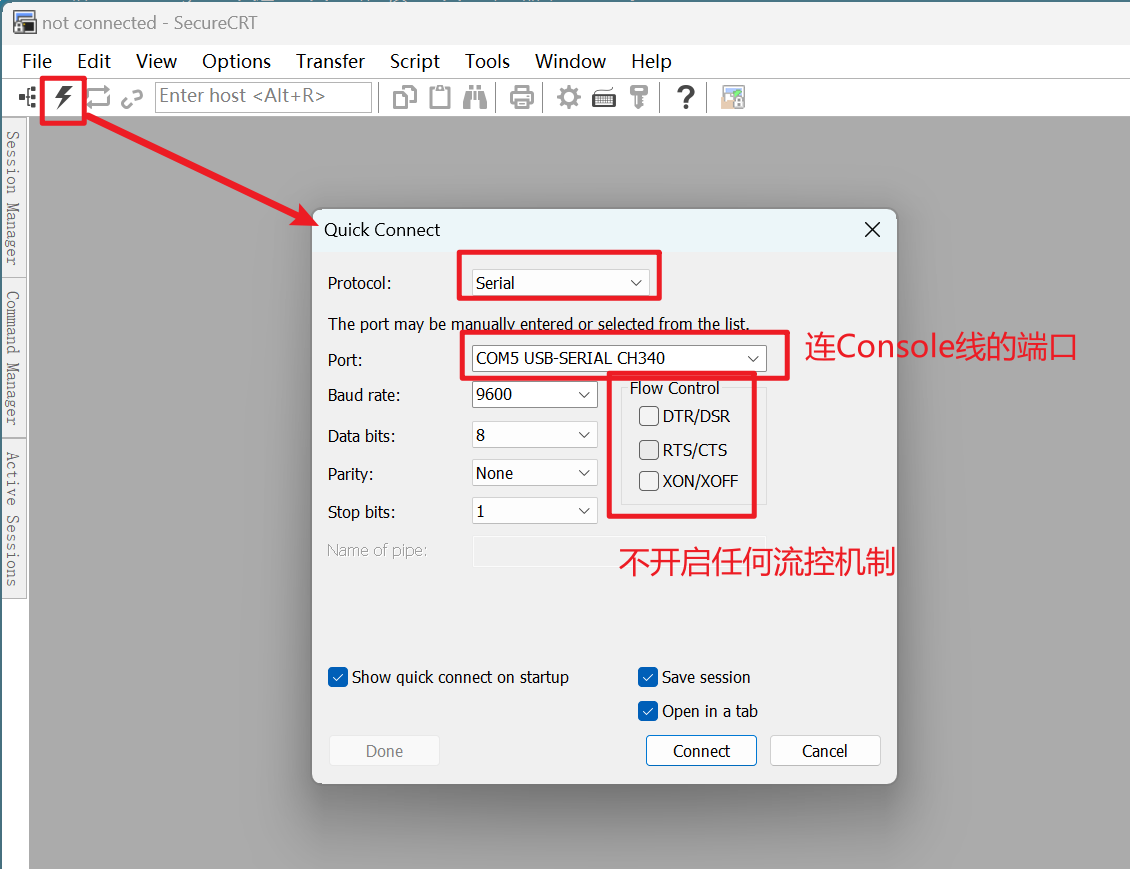 not connected - SecureCRT
File Edit View Options Transfer Script Tools Window Help
Enter host <Alt+R>
Session Manager
Command Manager
Active Sessions
Quick Connect
Protocol: Serial
The port may be manually entered or selected from the list.
Port: COM5 USB-SERIAL CH340
连Console线的端口
Baud rate: 9600
Flow Control
DTR/DSR
Data bits: 8
RTS/CTS
Parity: None
XON/XOFF
Stop bits: 1
Name of pipe:
不开启任何流控机制
Show quick connect on startup
Save session
Open in a tab
Done Connect Cancel